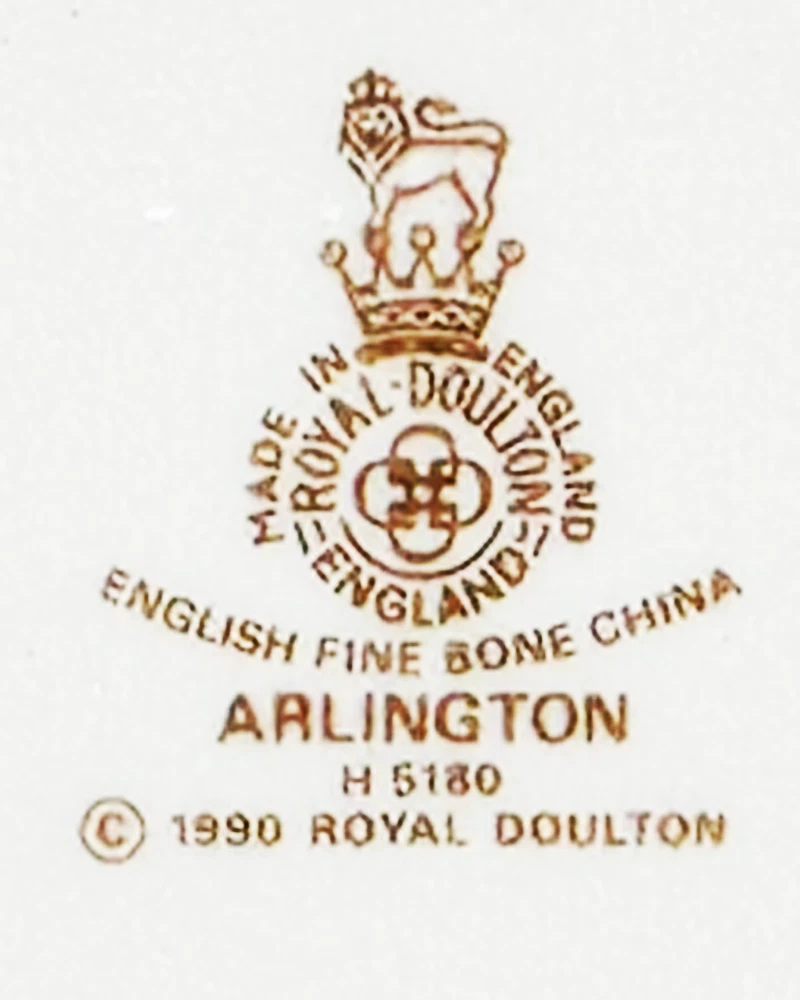 MADE IN ENGLAND
ROYAL·DOULTON
ENGLAND
ENGLISH FINE BONE CHINA
ARLINGTON
H 5180
© 1990 ROYAL DOULTON